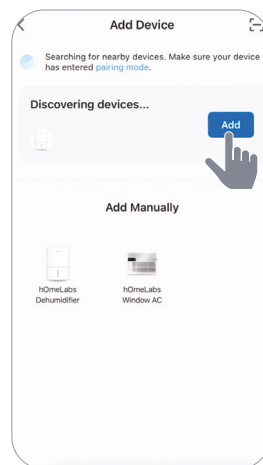 Add Device
Searching for nearby devices. Make sure your device
has entered pairing mode.
Discovering devices...
Add
Add Manually
hOmeLabs
Dehumidifier
hOmeLabs
Window AC